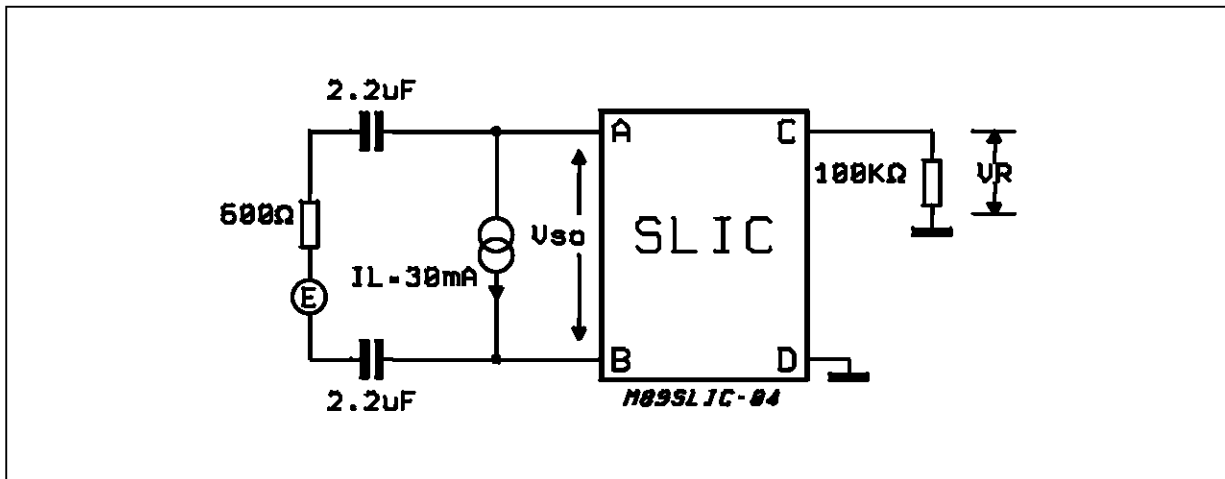 2.2uF
A
C
100KΩ
VR
600Ω
Vso
SLIC
IL=30mA
E
B
D
2.2uF
M89SLIC-04